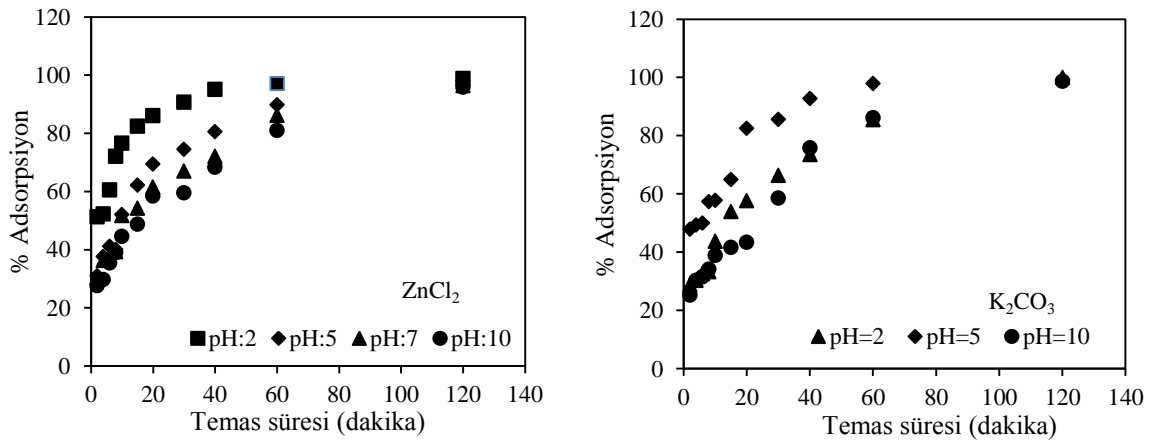 120
100
80
60
40
20
0
% Adsorpsiyon
ZnCl₂
pH:2 pH:5 pH:7 pH:10
0 20 40 60 80 100 120 140
Temas süresi (dakika)
120
100
80
60
40
20
0
% Adsorpsiyon
K₂CO₃
pH=2 pH=5 pH=10
0 20 40 60 80 100 120 140
Temas süresi (dakika)